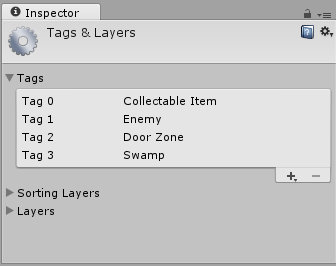 Inspector
Tags & Layers
Tags
Tag 0 Collectable Item
Tag 1 Enemy
Tag 2 Door Zone
Tag 3 Swamp
Sorting Layers
Layers